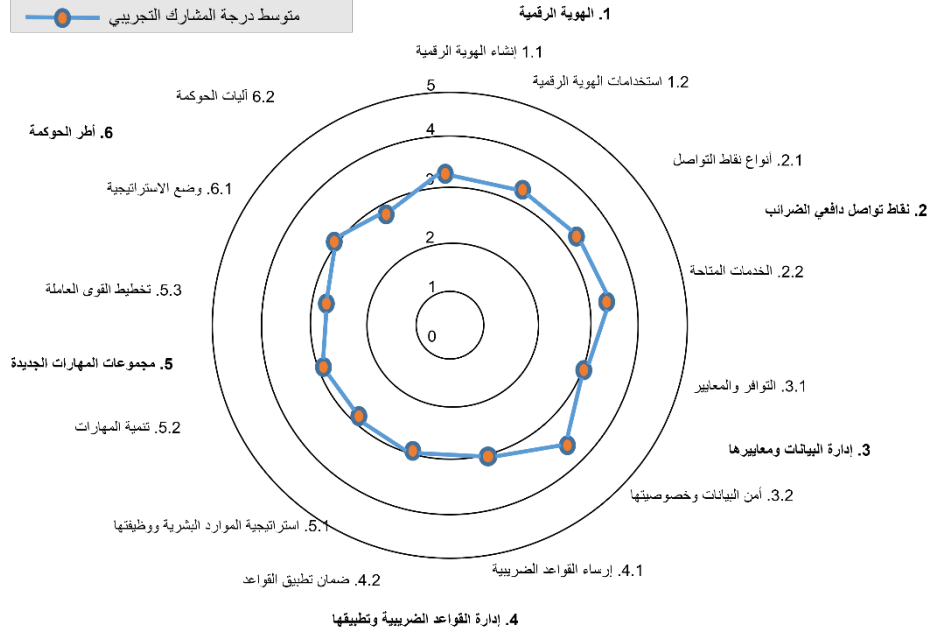 متوسط درجة المشارك التجريبي
1. الهوية الرقمية
1.1 إنشاء الهوية الرقمية
1.2 استخدامات الهوية الرقمية
2.1. أنواع نقاط التواصل
2. نقاط تواصل دافعي الضرائب
2.2. الخدمات المتاحة
3.1. التوافر والمعايير
3. إدارة البيانات ومعاييرها
3.2. أمن البيانات وخصوصيتها
4.1. إرساء القواعد الضريبية
4. إدارة القواعد الضريبية وتطبيقها
4.2. ضمان تطبيق القواعد
5.1. استراتيجية الموارد البشرية ووظيفتها
5.2. تنمية المهارات
5. مجموعات المهارات الجديدة
5.3. تخطيط القوى العاملة
6.1. وضع الاستراتيجية
6. أطر الحوكمة
6.2 آليات الحوكمة
5
4
3
2
1
0